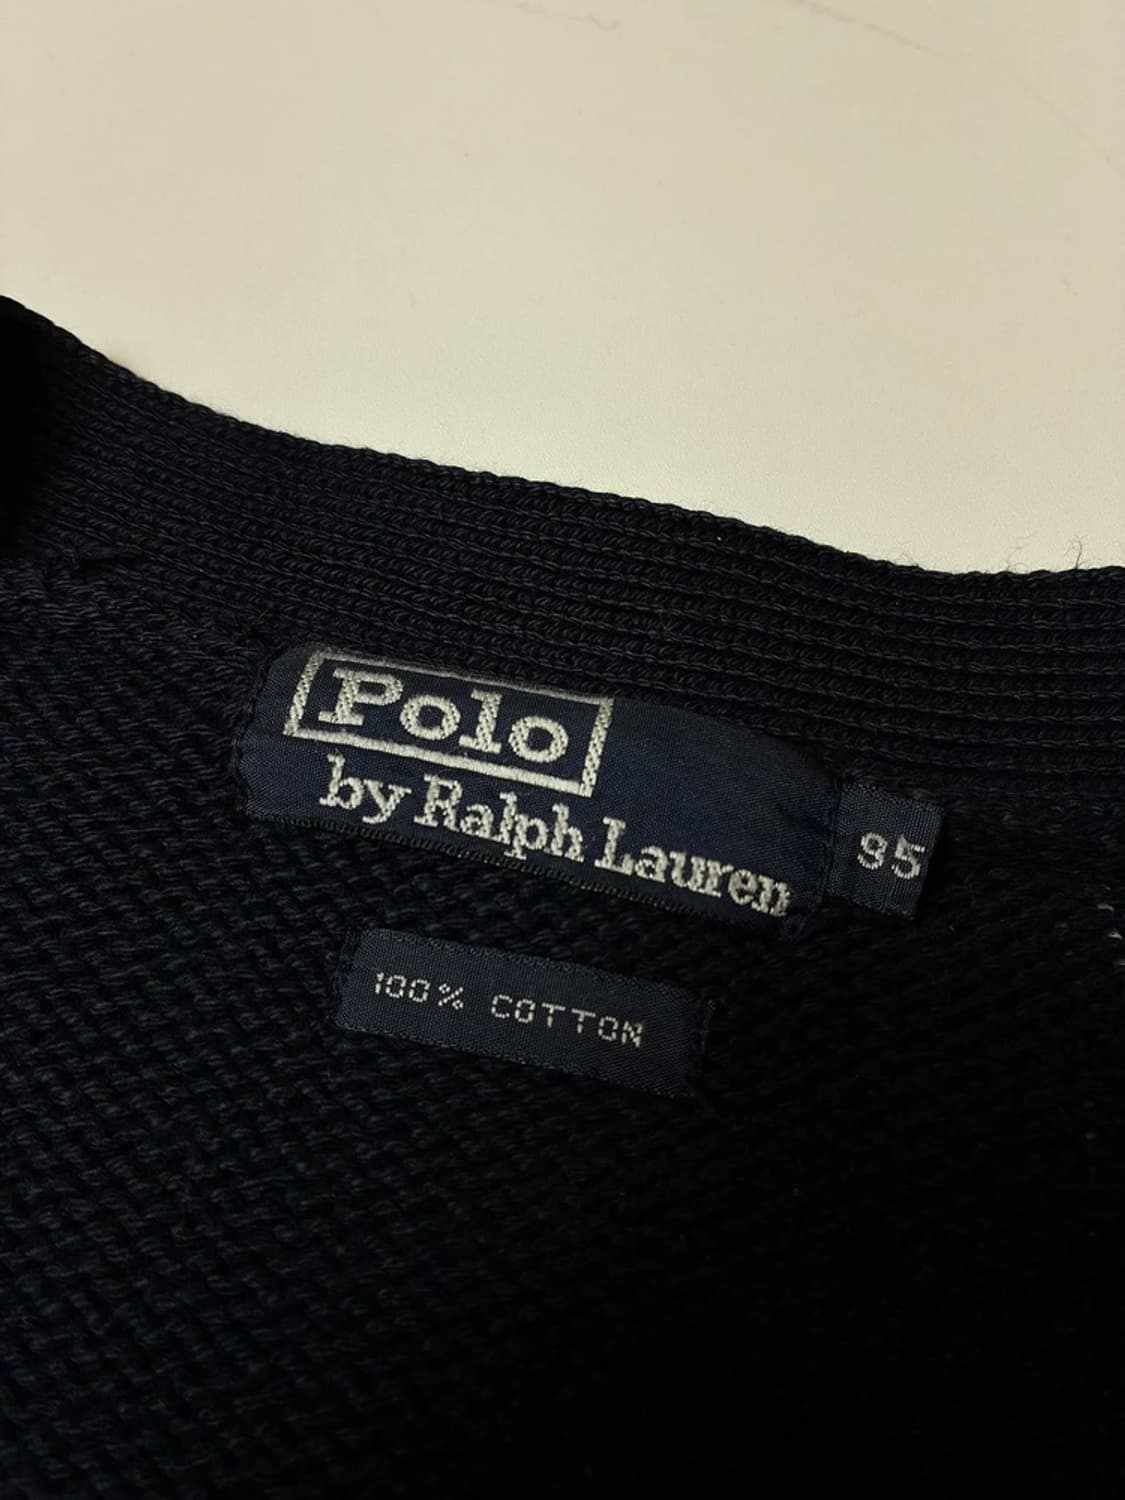 Polo
by Ralph Lauren
95
100% COTTON